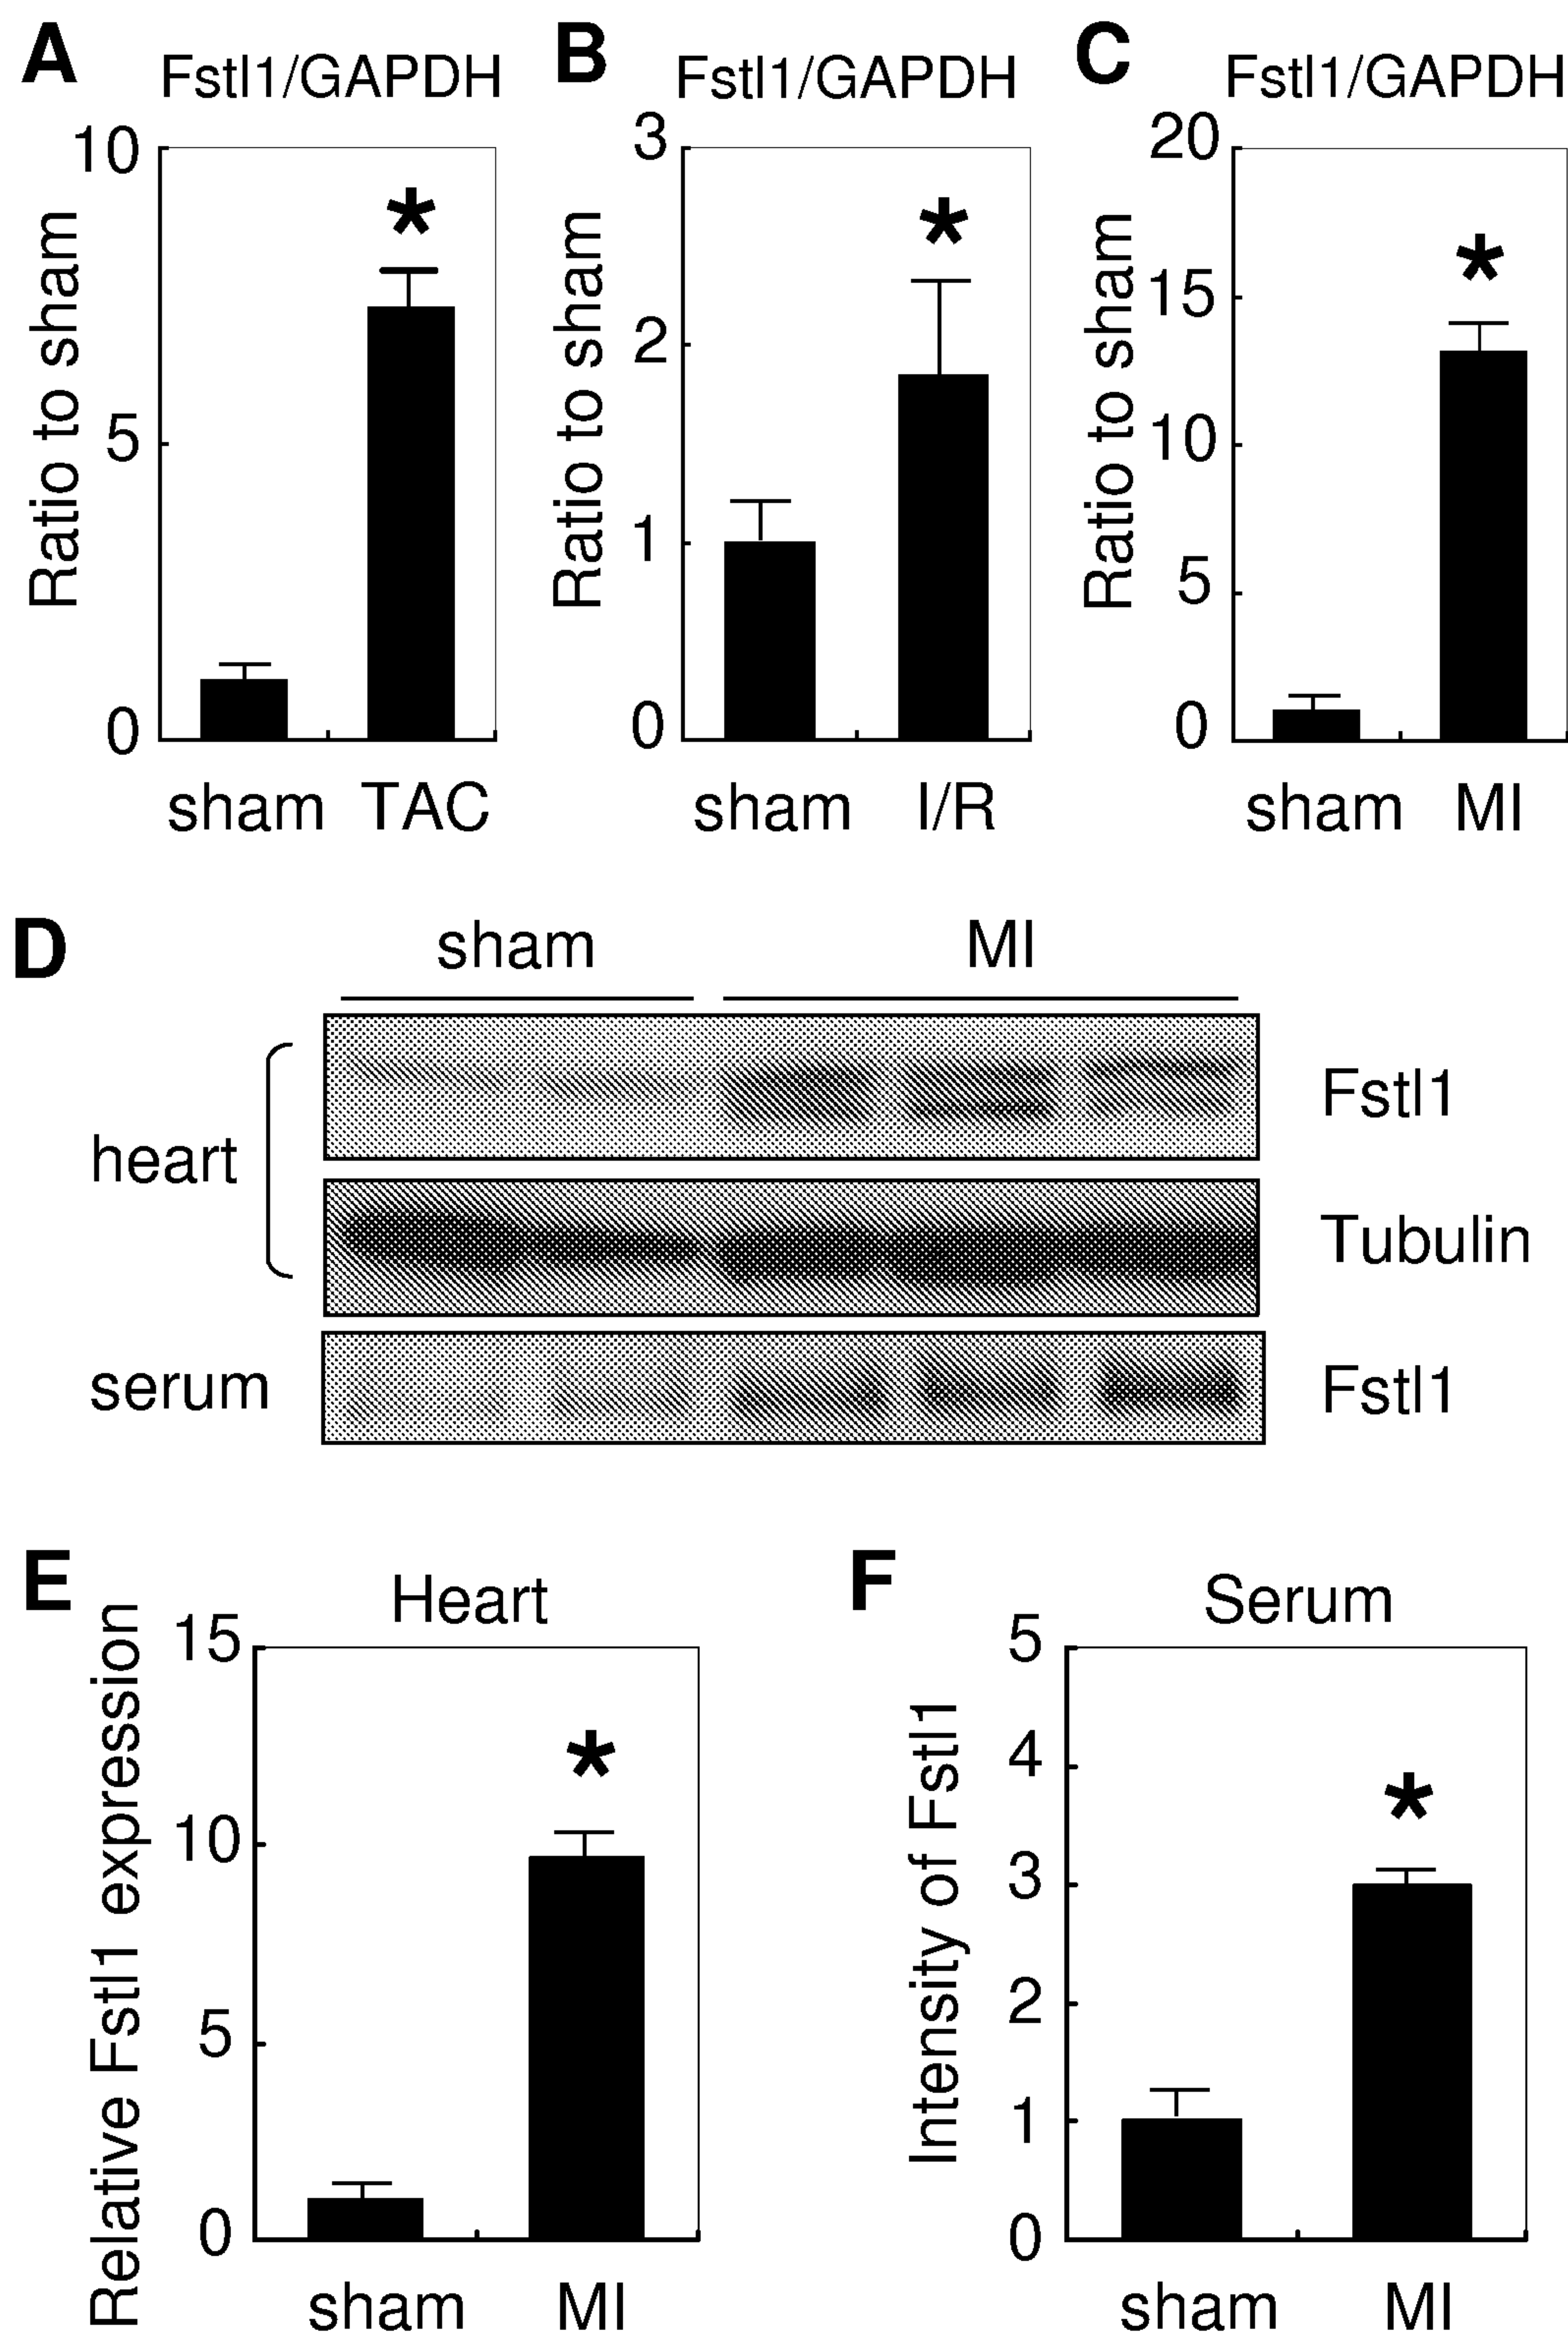 A
Fstl1/GAPDH
Ratio to sham
10
5
0
*
sham TAC
B
Fstl1/GAPDH
Ratio to sham
3
2
1
0
*
sham I/R
C
Fstl1/GAPDH
Ratio to sham
20
15
10
5
0
*
sham MI
D
sham MI
heart
Fstl1
Tubulin
serum
Fstl1
E
Heart
Relative Fstl1 expression
15
10
5
0
*
sham MI
F
Serum
Intensity of Fstl1
5
4
3
2
1
0
*
sham MI